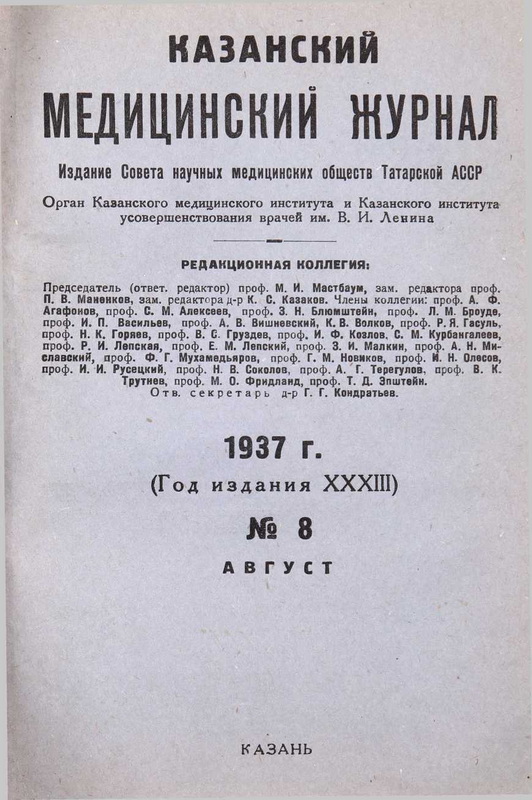 КАЗАНСКИЙ
МЕДИЦИНСКИЙ ЖУРНАЛ
Издание Совета научных медицинских обществ Татарской АССР
Орган Казанского медицинского института и Казанского института
усовершенствования врачей им. В. И. Ленина
РЕДАКЦИОННАЯ КОЛЛЕГИЯ:
Председатель (ответ. редактор) проф. М. И. Мастбаум, зам. редактора проф.
П. В. Маненков, зам. редактора д-р К. С. Казаков. Члены коллегии: проф. А. Ф.
Агафонов, проф. С. М. Алексеев, проф. З. Н. Блюмштейн, проф. Л. М. Броуде,
проф. И. П. Васильев, проф. А. В. Вишневский, К. В. Волков, проф. Р. Я. Гасуль,
проф. Н. К. Горяев, проф. В. С. Груздев, проф. И. Ф. Козлов, С. М. Курбангалеев,
проф. Р. И. Лепская, проф. Е. М. Лепский, проф. З. И. Малкин, проф. А. Н. Ми-
славский, проф. Ф. Г. Мухамедьяров, проф. Г. М. Новиков, проф. И. Н. Олесов,
проф. И. И. Русецкий, проф. Н. В. Соколов, проф. А. Г. Терегулов, проф. В. К.
Трутнев, проф. М. О. Фридланд, проф. Т. Д. Эпштейн.
Отв. секретарь д-р Г. Г. Кондратьев.
1937 г.
(Год издания XXXIII)
№ 8
АВГУСТ
КАЗАНЬ